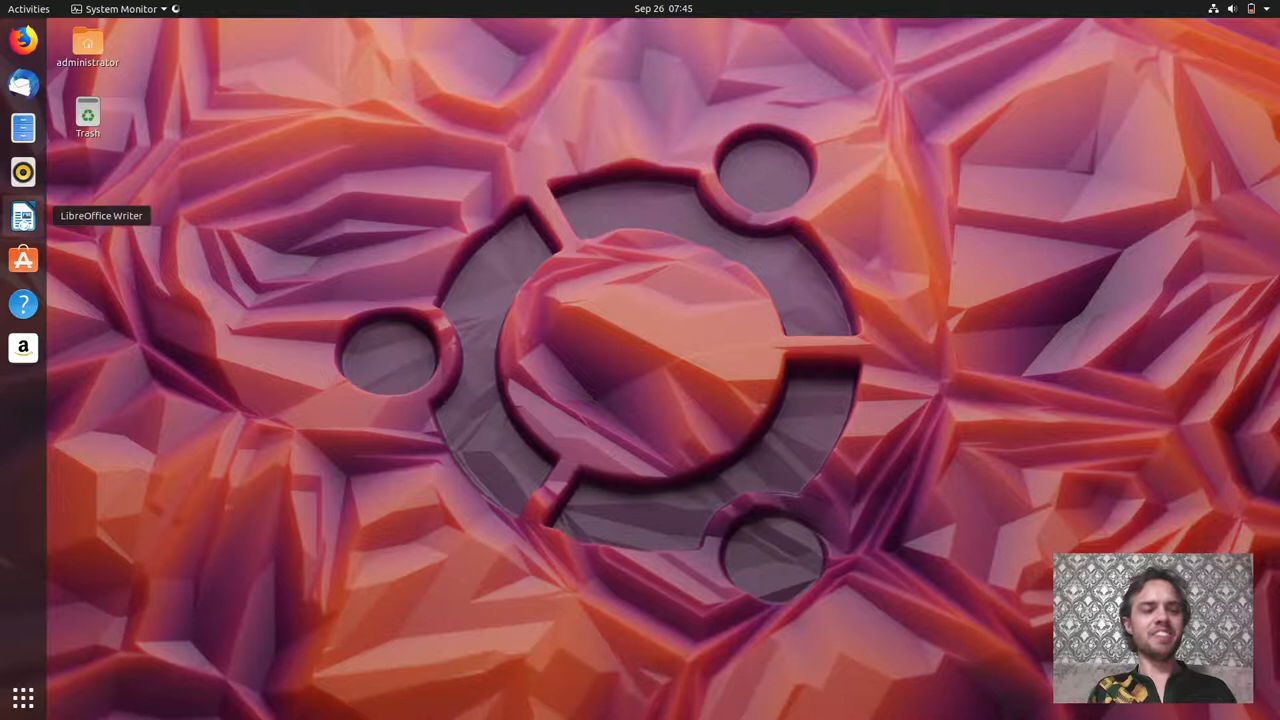 Activities
System Monitor
Sep 26 07:45
administrator
Trash
LibreOffice Writer
?
a